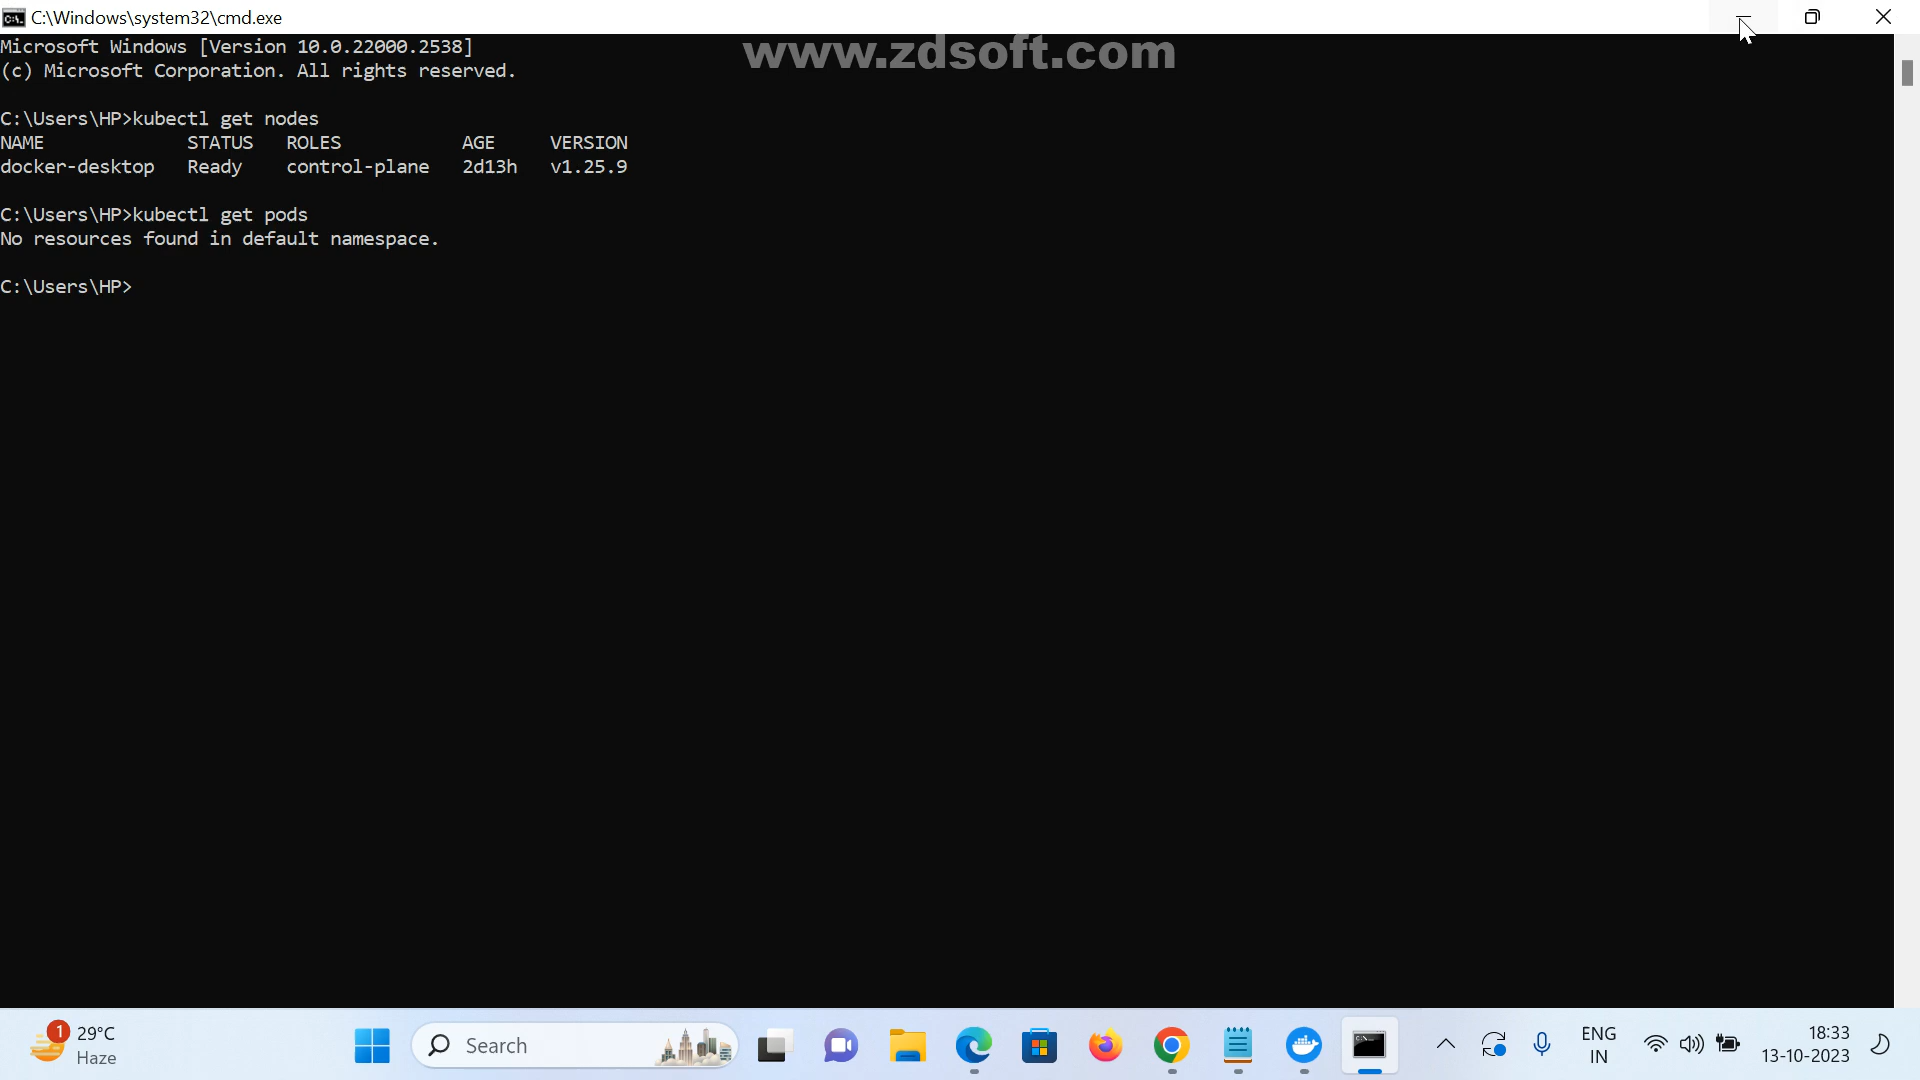 C:\Windows\system32\cmd.exe
Microsoft Windows [Version 10.0.22000.2538]
www.zdsoft.com
(c) Microsoft Corporation. All rights reserved.
C:\Users\HP>kubectl get nodes
NAME STATUS ROLES AGE VERSION
docker-desktop Ready control-plane 2d13h v1.25.9
C:\Users\HP>kubectl get pods
No resources found in default namespace.
C:\Users\HP>
1 29°C
Haze
Search
ENG
IN
18:33
13-10-2023